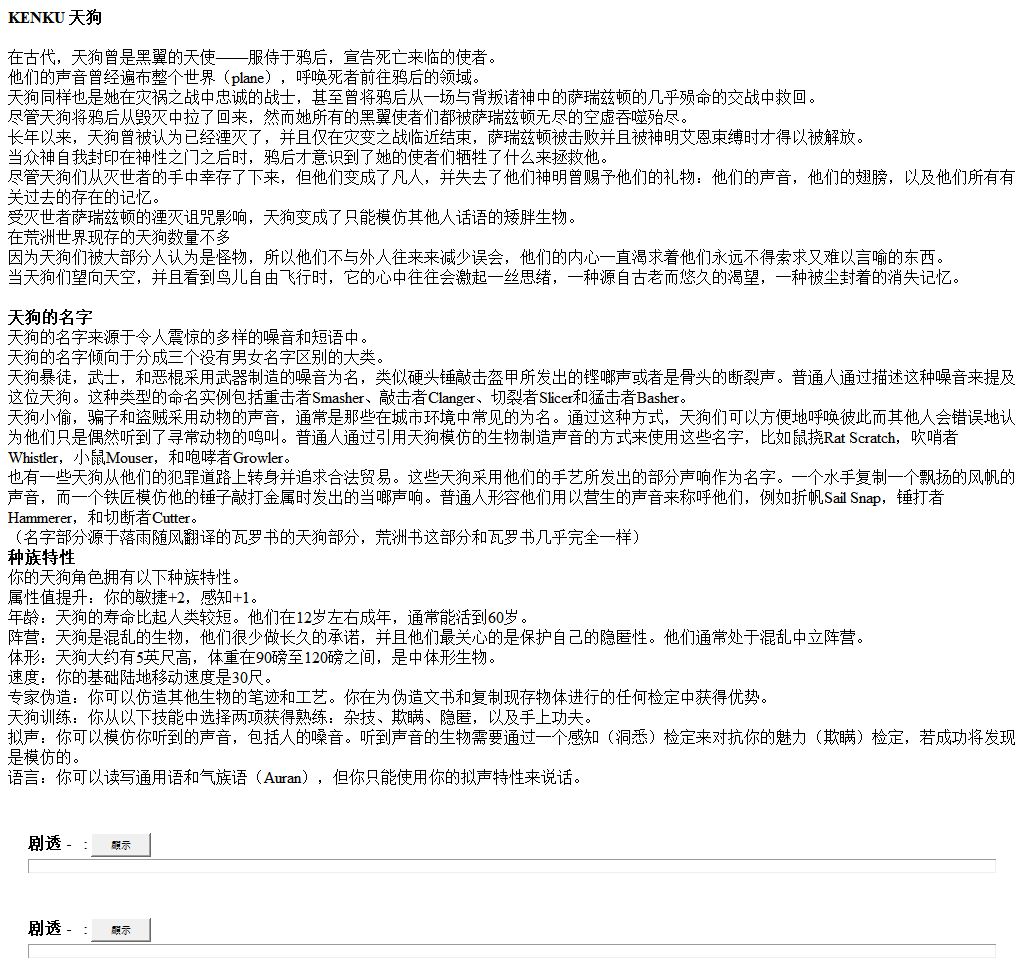 KENKU 天狗
在古代，天狗曾是黑翼的天使——服侍于鸦后，宣告死亡来临的使者。
他们的声音曾经遍布整个世界（plane），呼唤死者前往鸦后的领域。
天狗同样也是她在灾祸之战中忠诚的战士，甚至曾将鸦后从一场与背叛诸神中的萨瑞兹顿的几乎殒命的交战中救回。
尽管天狗将鸦后从毁灭中拉了回来，然而她所有的黑翼使者们都被萨瑞兹顿无尽的空虚吞噬殆尽。
长年以来，天狗曾被认为已经湮灭了，并且仅在灾变之战临近结束，萨瑞兹顿被击败并且被神明艾恩束缚时才得以被解放。
当众神自我封印在神性之门之后时，鸦后才意识到了她的使者们牺牲了什么来拯救他。
尽管天狗们从灭世者的手中幸存了下来，但他们变成了凡人，并失去了他们神明曾赐予他们的礼物：他们的声音，他们的翅膀，以及他们所有有
关过去的存在的记忆。
受灭世者萨瑞兹顿的湮灭诅咒影响，天狗变成了只能模仿其他人话语的矮胖生物。
在荒洲世界现存的天狗数量不多
因为天狗们被大部分人认为是怪物，所以他们不与外人往来来减少误会，他们的内心一直渴求着他们永远不得索求又难以言喻的东西。
当天狗们望向天空，并且看到鸟儿自由飞行时，它的心中往往会激起一丝思绪，一种源自古老而悠久的渴望，一种被尘封着的消失记忆。
天狗的名字
天狗的名字来源于令人震惊的多样的噪音和短语中。
天狗的名字倾向于分成三个没有男女名字区别的大类。
天狗暴徒，武士，和恶棍采用武器制造的噪音为名，类似硬头锤敲击盔甲所发出的铿啷声或者是骨头的断裂声。普通人通过描述这种噪音来提及
这位天狗。这种类型的命名实例包括重击者Smasher、敲击者Clanger、切裂者Slicer和猛击者Basher。
天狗小偷，骗子和盗贼采用动物的声音，通常是那些在城市环境中常见的为名。通过这种方式，天狗们可以方便地呼唤彼此而其他人会错误地认
为他们只是偶然听到了寻常动物的鸣叫。普通人通过引用天狗模仿的生物制造声音的方式来使用这些名字，比如鼠挠Rat Scratch，吹哨者
Whistler，小鼠Mouser，和咆哮者Growler。
也有一些天狗从他们的犯罪道路上转身并追求合法贸易。这些天狗采用他们的手艺所发出的部分声响作为名字。一个水手复制一个飘扬的风帆的
声音，而一个铁匠模仿他的锤子敲打金属时发出的当啷声响。普通人形容他们用以营生的声音来称呼他们，例如折帆Sail Snap，锤打者
Hammerer，和切断者Cutter。
（名字部分源于落雨随风翻译的瓦罗书的天狗部分，荒洲书这部分和瓦罗书几乎完全一样）
种族特性
你的天狗角色拥有以下种族特性。
属性值提升：你的敏捷+2，感知+1。
年龄：天狗的寿命比起人类较短。他们在12岁左右成年，通常能活到60岁。
阵营：天狗是混乱的生物，他们很少做长久的承诺，并且他们最关心的是保护自己的隐匿性。他们通常处于混乱中立阵营。
体形：天狗大约有5英尺高，体重在90磅至120磅之间，是中体形生物。
速度：你的基础陆地移动速度是30尺。
专家伪造：你可以仿造其他生物的笔迹和工艺。你在为伪造文书和复制现存物体进行的任何检定中获得优势。
天狗训练：你从以下技能中选择两项获得熟练：杂技、欺瞒、隐匿，以及手上功夫。
拟声：你可以模仿你听到的声音，包括人的嗓音。听到声音的生物需要通过一个感知（洞悉）检定来对抗你的魅力（欺瞒）检定，若成功将发现
是模仿的。
语言：你可以读写通用语和气族语（Auran），但你只能使用你的拟声特性来说话。
剧透 - ：显示
剧透 - ：显示